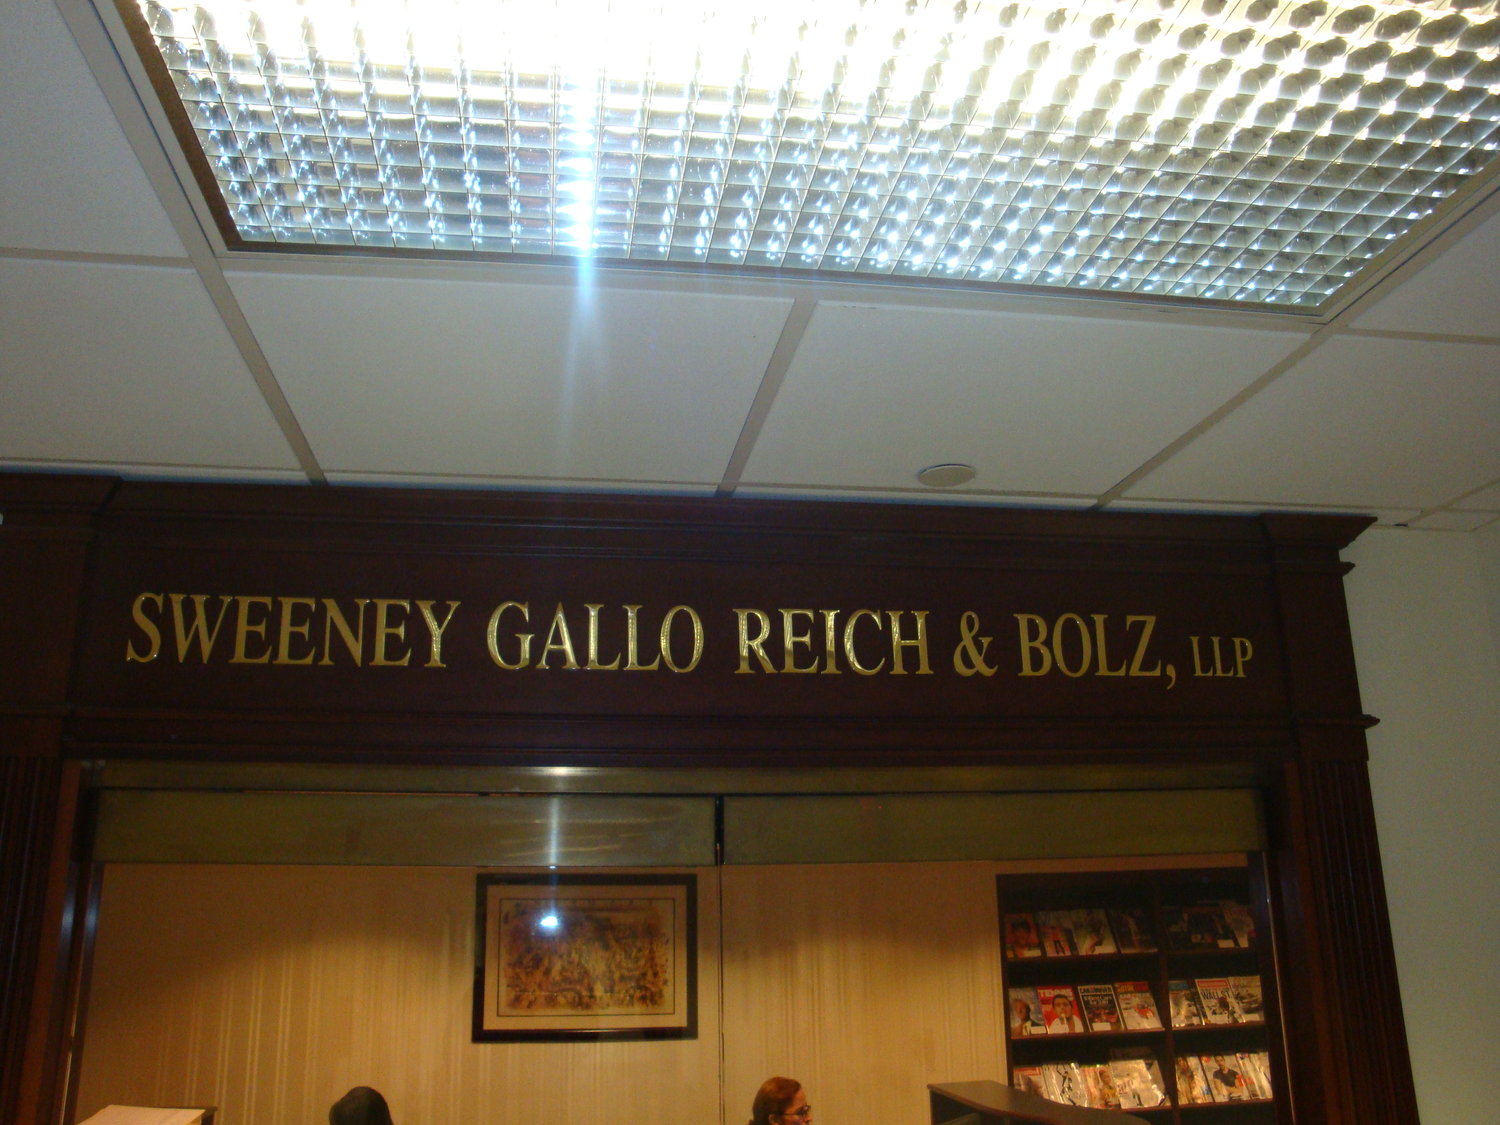 SWEENEY GALLO REICH & BOLZ, LLP